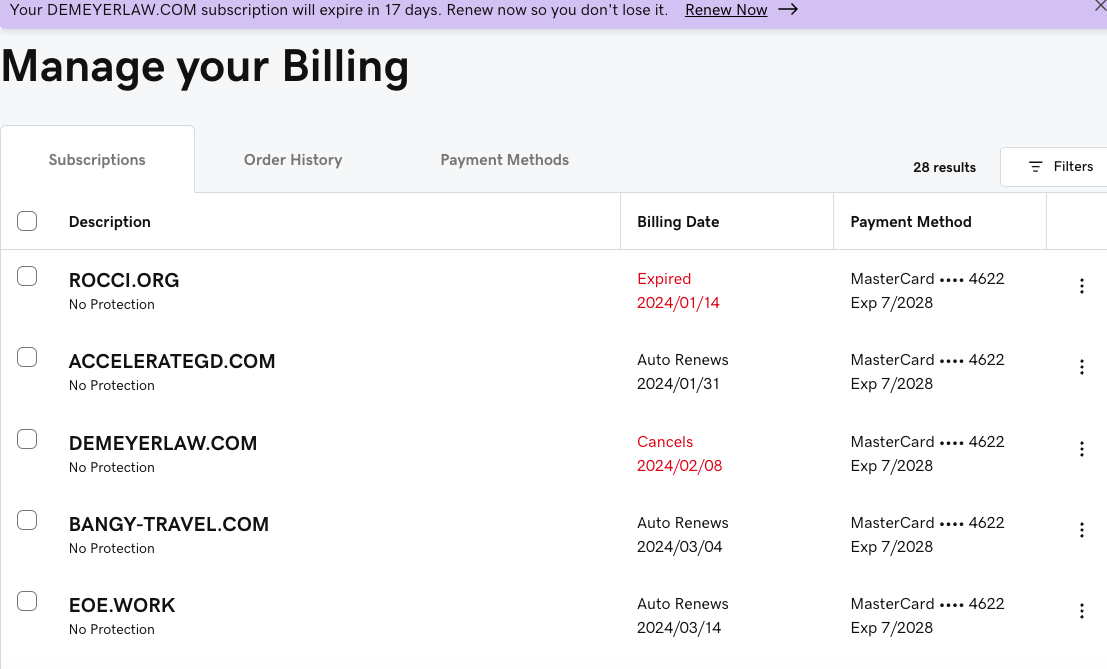 Your DEMEYERLAW.COM subscription will expire in 17 days. Renew now so you don't lose it. Renew Now →
Manage your Billing
Subscriptions Order History Payment Methods 28 results Filters
Description Billing Date Payment Method
ROCCI.ORG Expired MasterCard •••• 4622
No Protection 2024/01/14 Exp 7/2028
ACCELERATEGD.COM Auto Renews MasterCard •••• 4622
No Protection 2024/01/31 Exp 7/2028
DEMEYERLAW.COM Cancels MasterCard •••• 4622
No Protection 2024/02/08 Exp 7/2028
BANGY-TRAVEL.COM Auto Renews MasterCard •••• 4622
No Protection 2024/03/04 Exp 7/2028
EOE.WORK Auto Renews MasterCard •••• 4622
No Protection 2024/03/14 Exp 7/2028